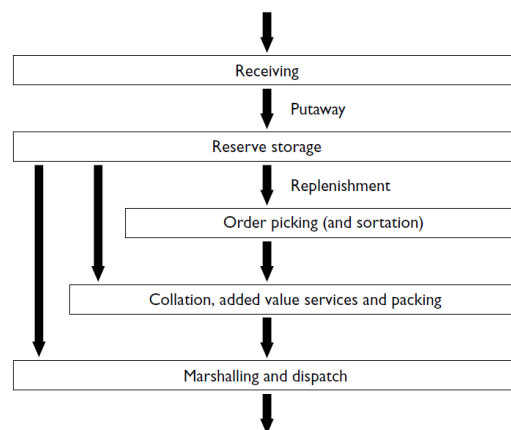 Receiving
Putaway
Reserve storage
Replenishment
Order picking (and sortation)
Collation, added value services and packing
Marshalling and dispatch